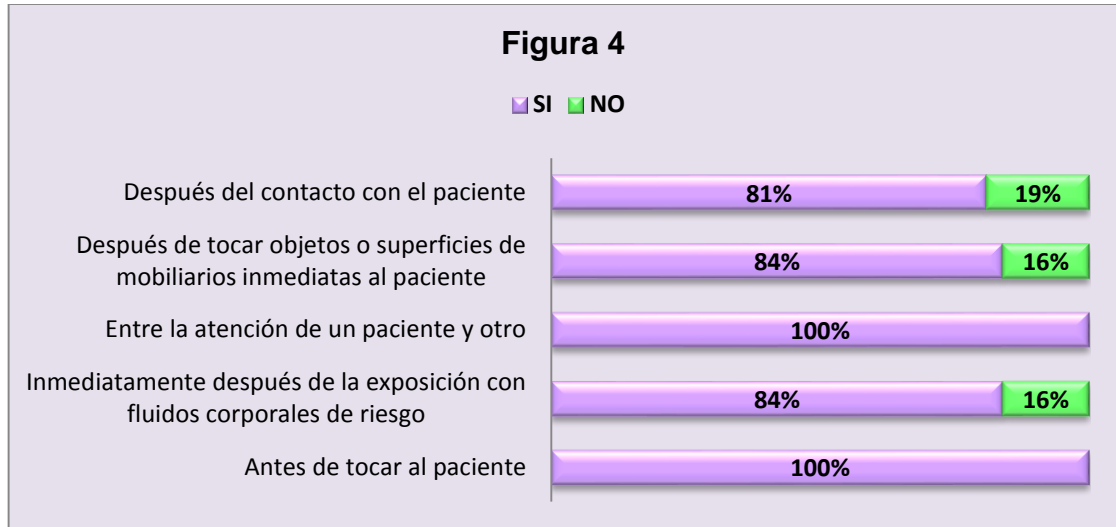 Figura 4
SI NO
Después del contacto con el paciente
81% 19%
Después de tocar objetos o superficies de
mobiliarios inmediatas al paciente
84% 16%
Entre la atención de un paciente y otro
100%
Inmediatamente después de la exposición con
fluidos corporales de riesgo
84% 16%
Antes de tocar al paciente
100%